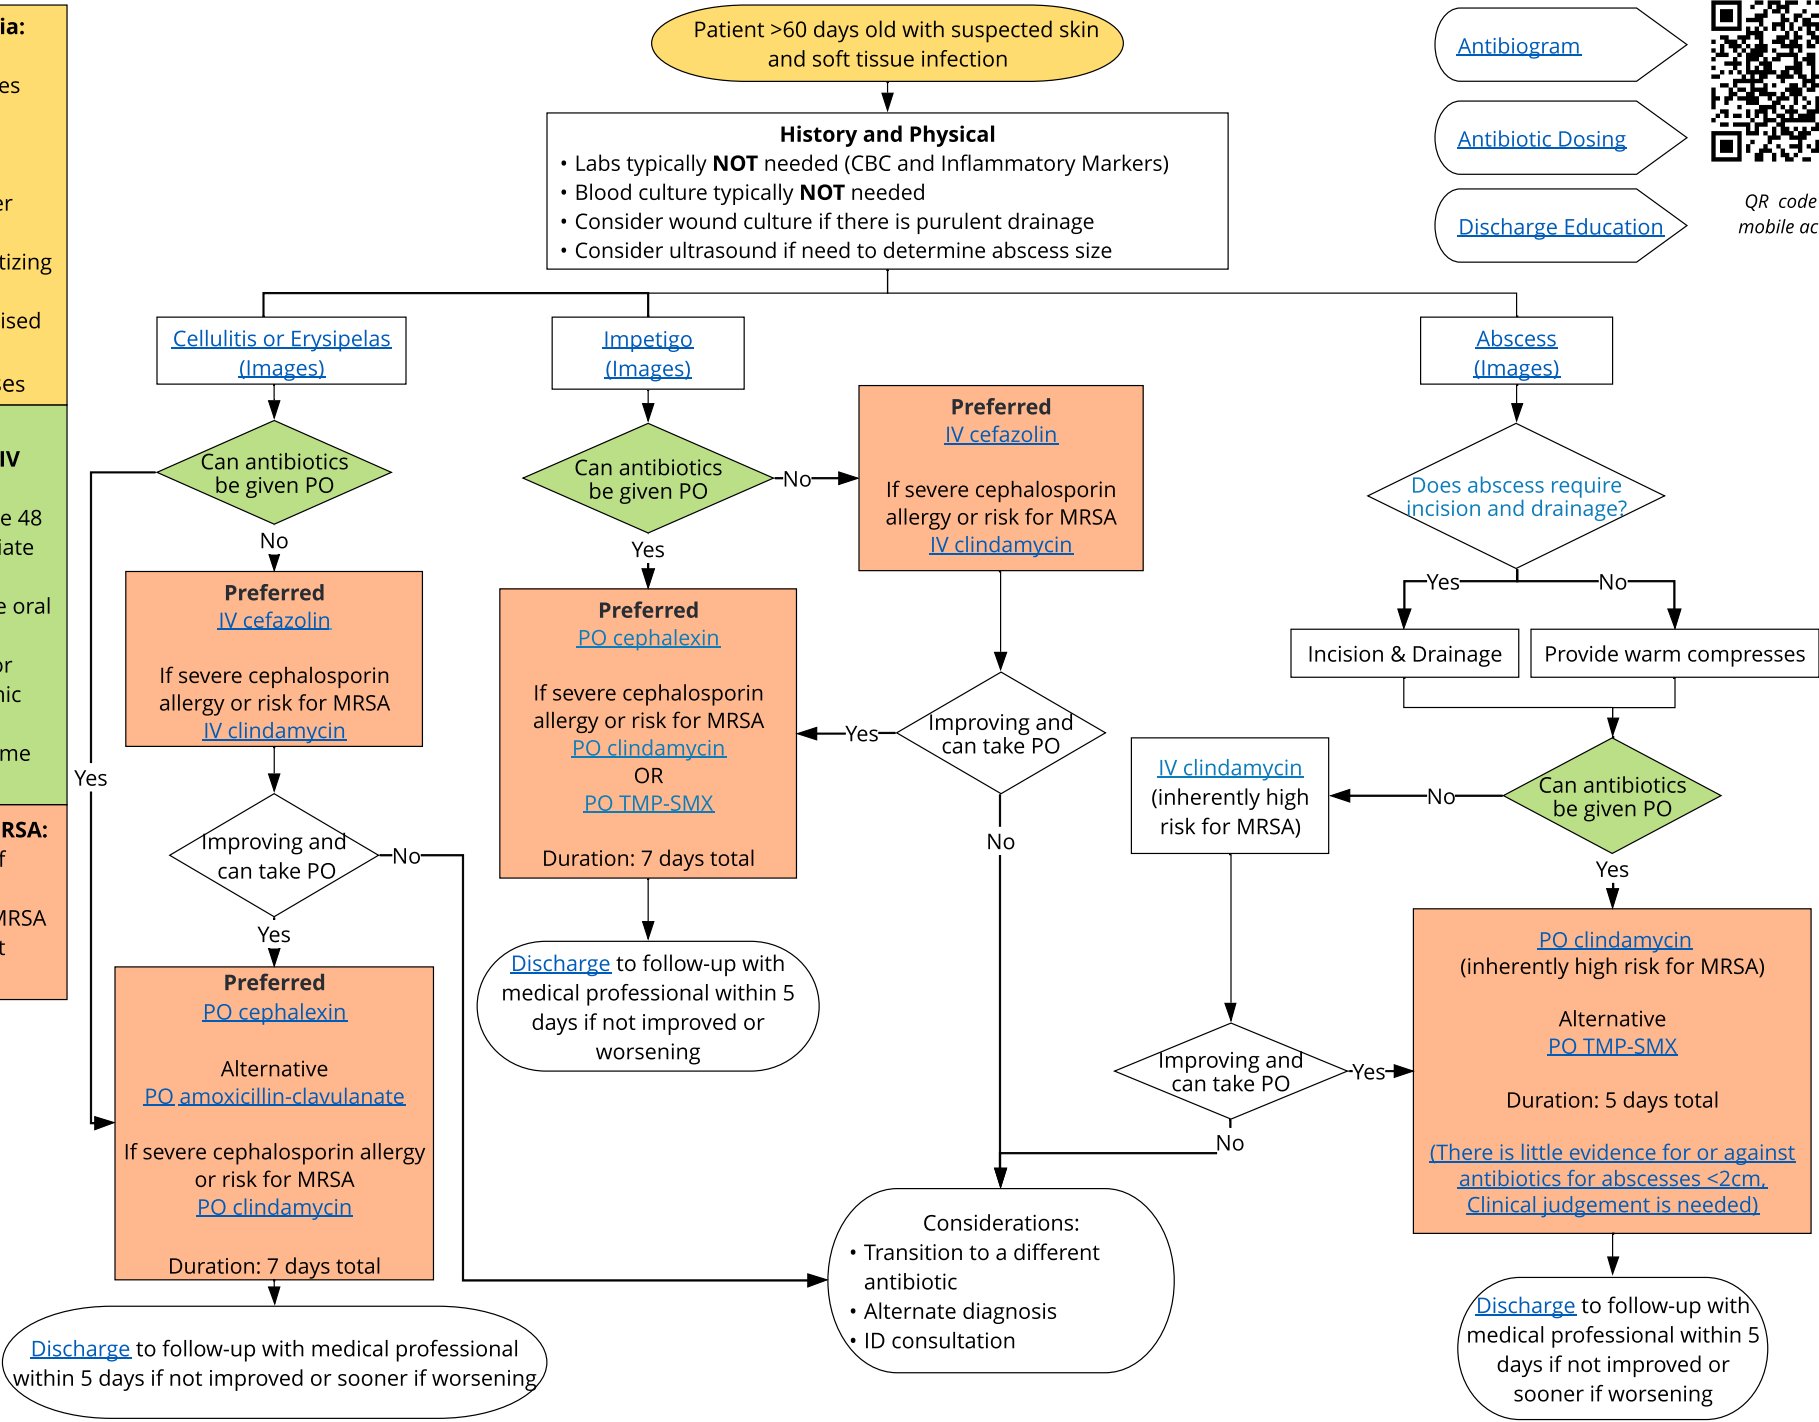 ia:
es
er
tizing
ised
ses
IV
e 48
iate
e oral
or
nic
me
RSA:
f
MRSA
t
Patient >60 days old with suspected skin
and soft tissue infection
History and Physical
• Labs typically NOT needed (CBC and Inflammatory Markers)
• Blood culture typically NOT needed
• Consider wound culture if there is purulent drainage
• Consider ultrasound if need to determine abscess size
Antibiogram
Antibiotic Dosing
Discharge Education
QR code
mobile ac
Cellulitis or Erysipelas
(Images)
Can antibiotics
be given PO
No
Yes
Preferred
IV cefazolin
If severe cephalosporin
allergy or risk for MRSA
IV clindamycin
Improving and
can take PO
No
Yes
Preferred
PO cephalexin
Alternative
PO amoxicillin-clavulanate
If severe cephalosporin allergy
or risk for MRSA
PO clindamycin
Duration: 7 days total
Discharge to follow-up with medical professional
within 5 days if not improved or sooner if worsening
Impetigo
(Images)
Can antibiotics
be given PO
No
Yes
Preferred
IV cefazolin
If severe cephalosporin
allergy or risk for MRSA
IV clindamycin
Preferred
PO cephalexin
If severe cephalosporin
allergy or risk for MRSA
PO clindamycin
OR
PO TMP-SMX
Duration: 7 days total
Improving and
can take PO
Yes
No
Discharge to follow-up with
medical professional within 5
days if not improved or
worsening
Abscess
(Images)
Does abscess require
incision and drainage?
Yes
No
Incision & Drainage
Provide warm compresses
Can antibiotics
be given PO
No
Yes
IV clindamycin
(inherently high
risk for MRSA)
Improving and
can take PO
Yes
No
PO clindamycin
(inherently high risk for MRSA)
Alternative
PO TMP-SMX
Duration: 5 days total
(There is little evidence for or against
antibiotics for abscesses <2cm,
Clinical judgement is needed)
Considerations:
• Transition to a different
antibiotic
• Alternate diagnosis
• ID consultation
Discharge to follow-up with
medical professional within 5
days if not improved or
sooner if worsening